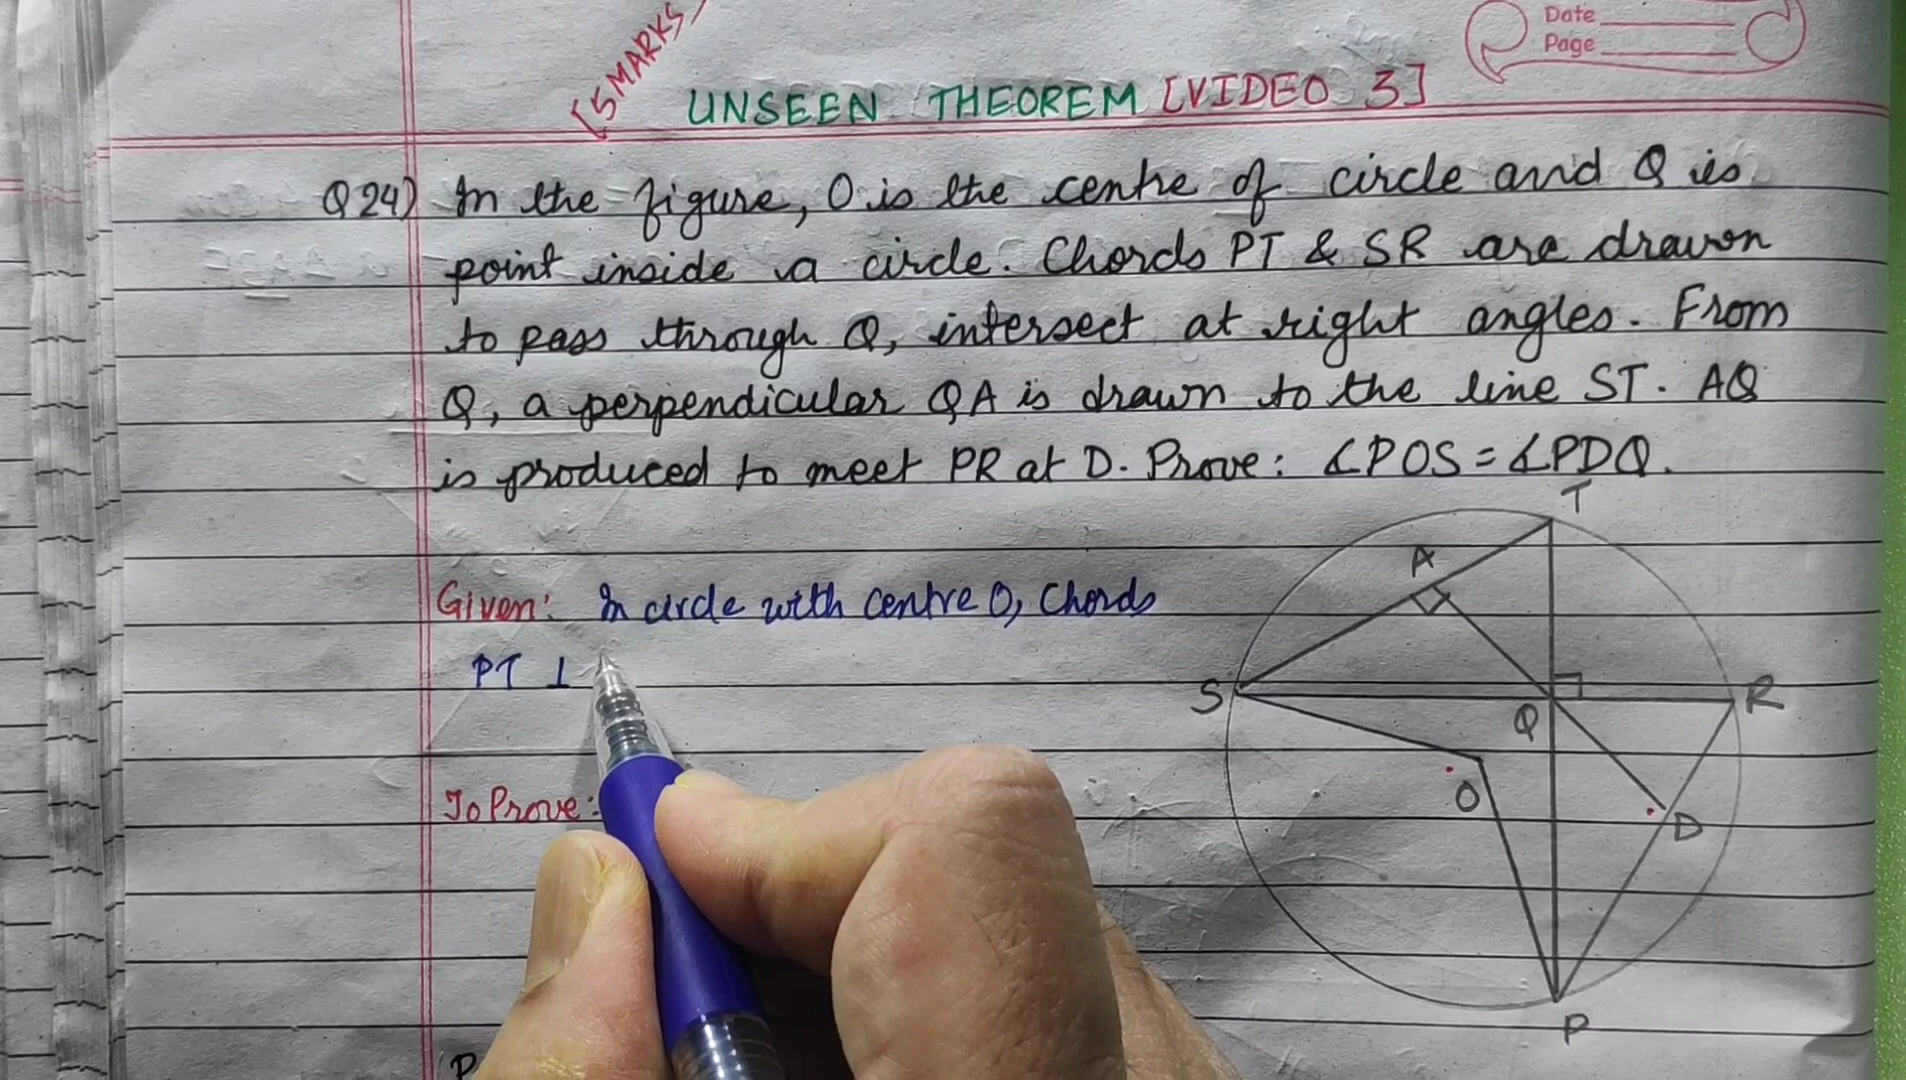 Date
Page
[5 MARKS]
UNSEEN THEOREM [VIDEO 3]
Q24) In the figure, O is the centre of circle and Q is
point inside a circle. Chords PT & SR are drawn
to pass through Q, intersect at right angles. From
Q, a perpendicular QA is drawn to the line ST. AQ
is produced to meet PR at D. Prove: ∠POS = ∠PDQ.
Given: In circle with centre O, Chords
PT ⊥
To Prove:
P
T
A
S
R
Q
O
D
P